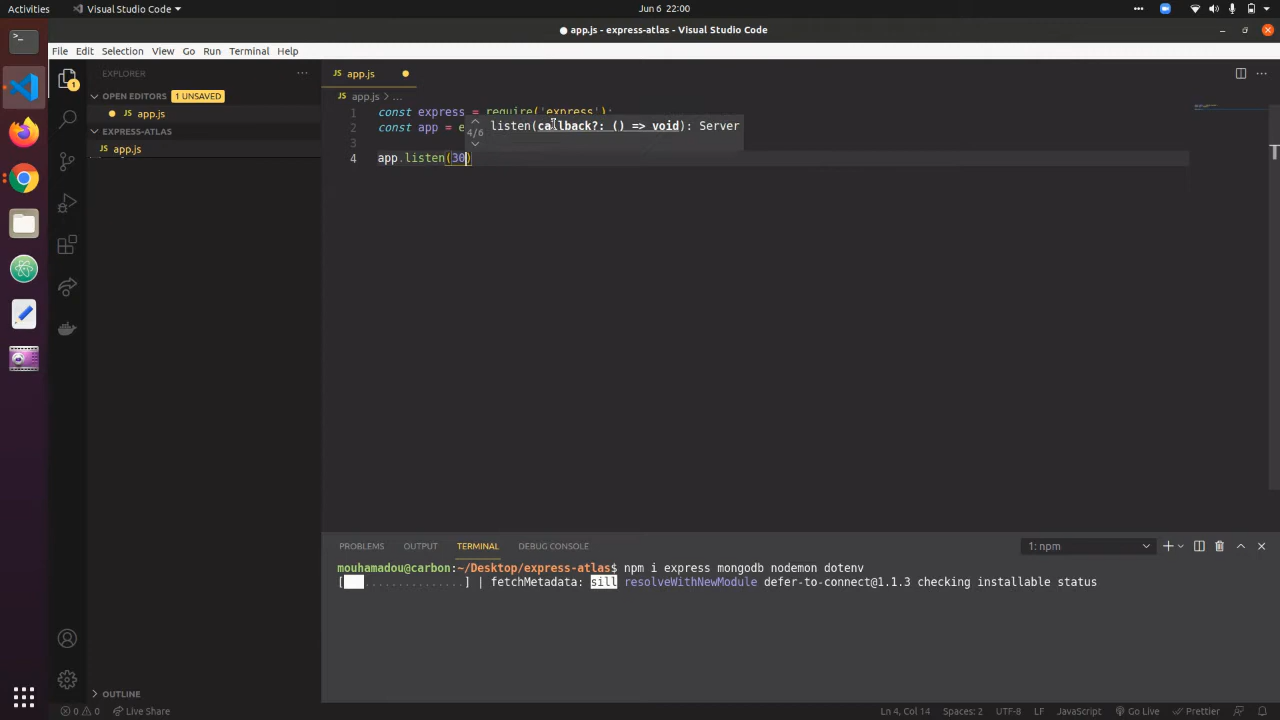 Activities
Visual Studio Code
Jun 6 22:00
app.js - express-atlas - Visual Studio Code
File Edit Selection View Go Run Terminal Help
EXPLORER
OPEN EDITORS 1 UNSAVED
app.js
EXPRESS-ATLAS
app.js
OUTLINE
1
JS app.js
JS app.js > ...
1 const express = require('express');
2 const app = e
3
4 app.listen(30)
4/6 listen(callback?: () => void): Server
PROBLEMS OUTPUT TERMINAL DEBUG CONSOLE
1: npm
mouhamadou@carbon:~/Desktop/express-atlas$ npm i express mongodb nodemon dotenv
[ ...............] | fetchMetadata: sill resolveWithNewModule defer-to-connect@1.1.3 checking installable status
0 0 Live Share
Ln 4, Col 14 Spaces: 2 UTF-8 LF JavaScript Go Live Prettier